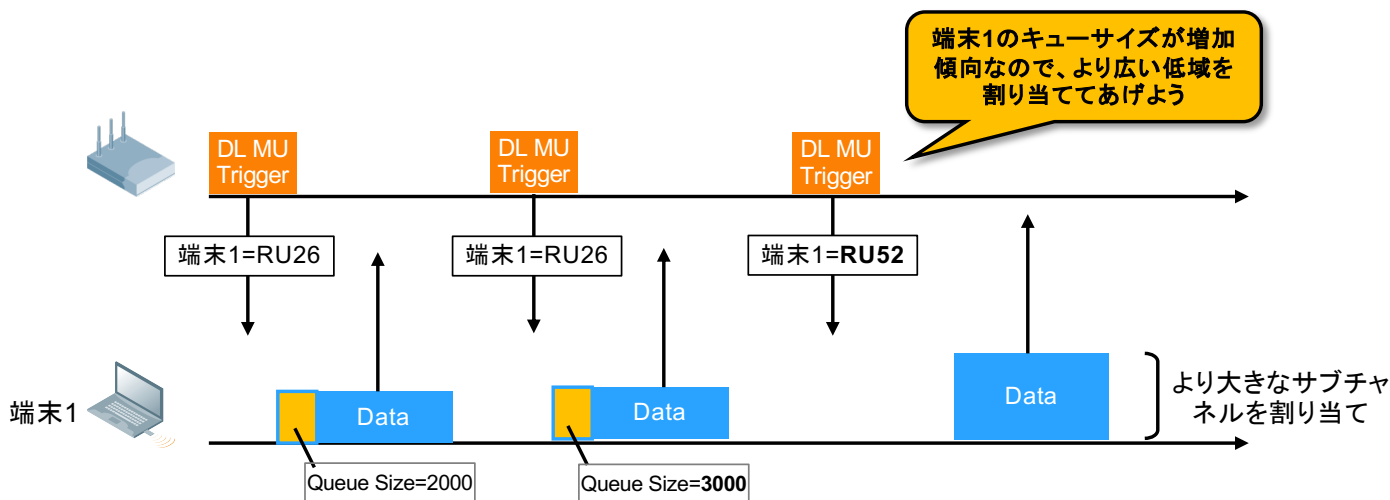 端末1のキューサイズが増加
傾向なので、より広い低域を
割り当ててあげよう
DL MU
Trigger
DL MU
Trigger
DL MU
Trigger
端末1=RU26
端末1=RU26
端末1=RU52
端末1
Data
Data
Data
より大きなサブチャ
ネルを割り当て
Queue Size=2000
Queue Size=3000